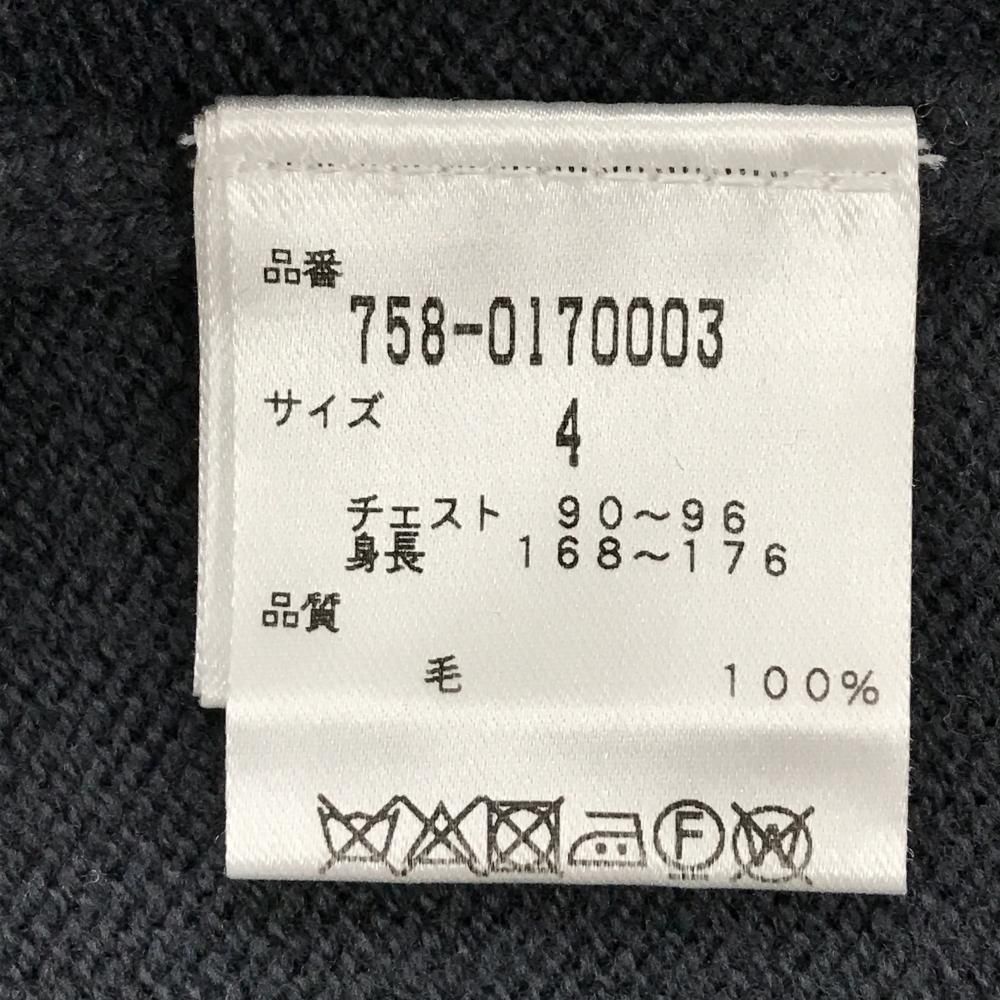 品番
758-0170003
サイズ 4
チェスト 90～96
身長 168～176
品質
毛 100%
F
W